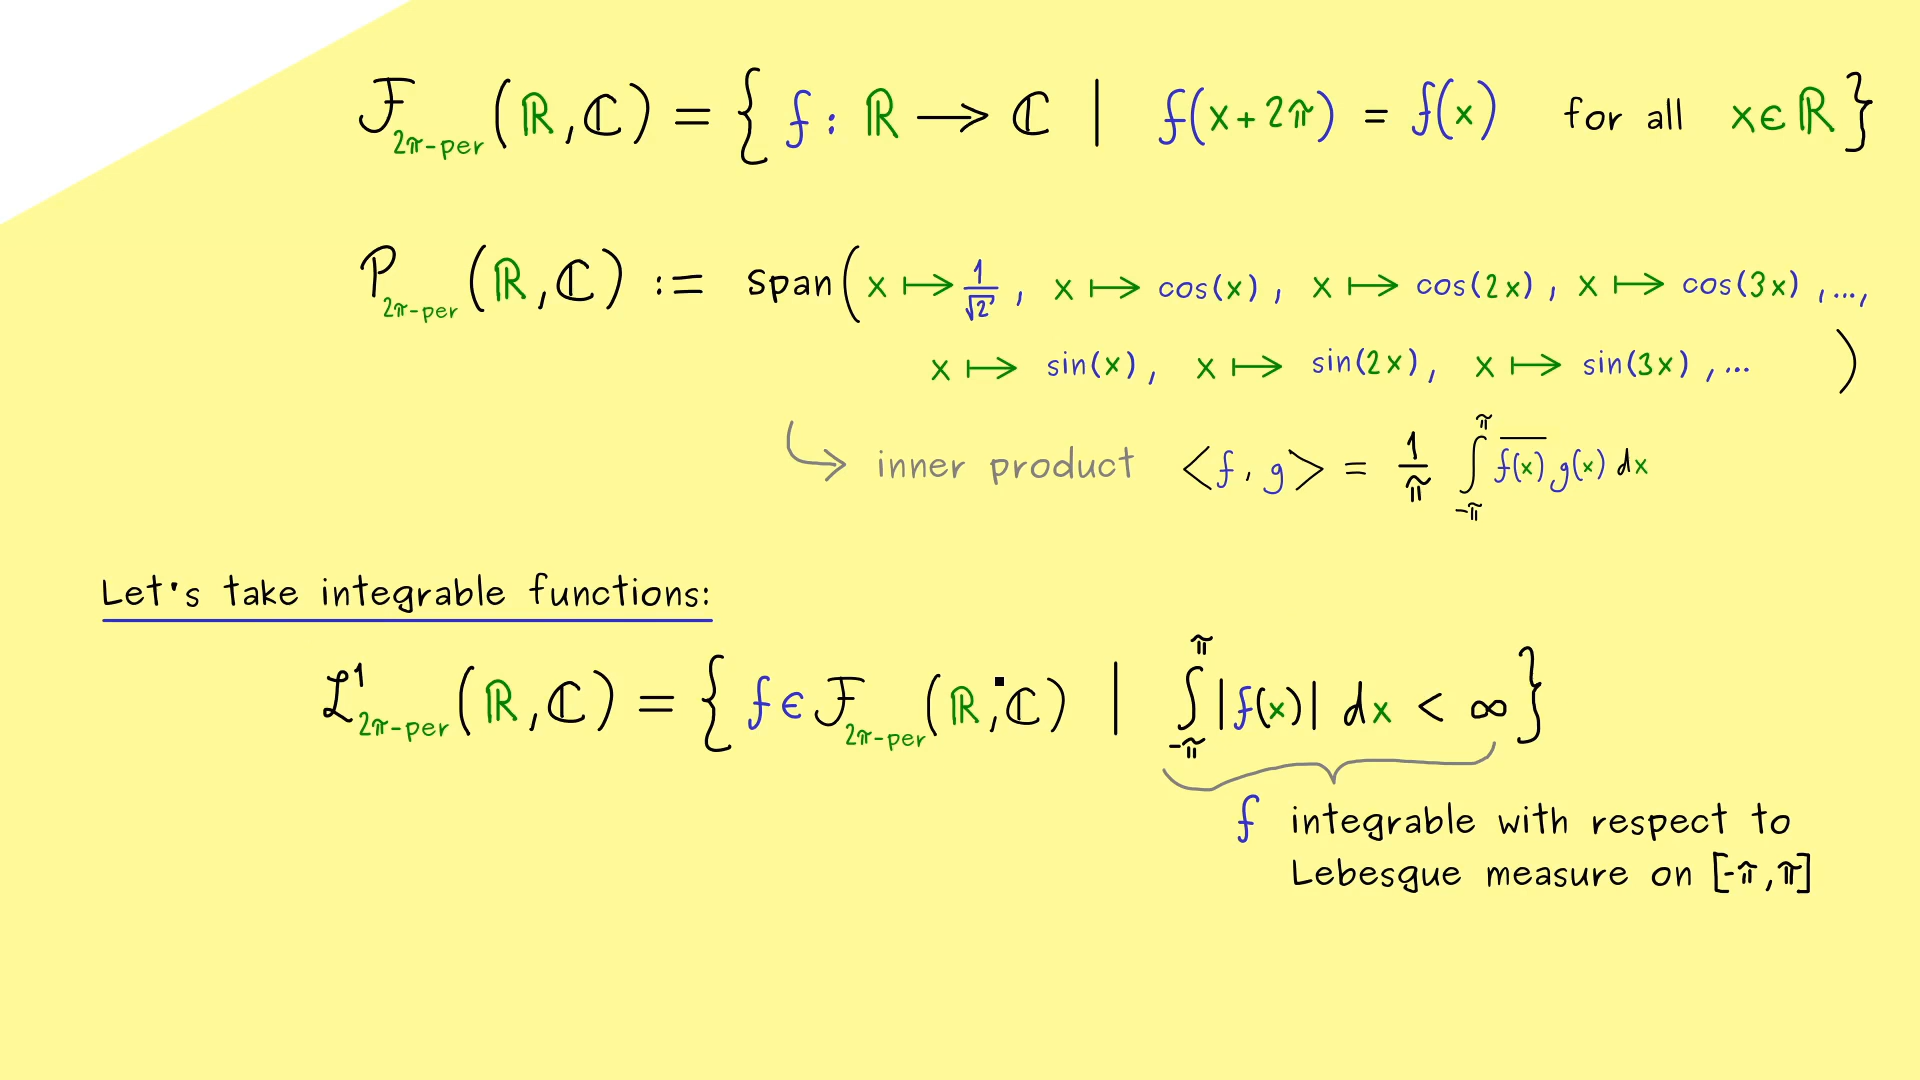 ℱ_{2π-per}(ℝ,ℂ) = { f: ℝ ⟶ ℂ | f(x+2π) = f(x) for all x∈ℝ }
𝒫_{2π-per}(ℝ,ℂ) := span( x ↦ 1/√2, x ↦ cos(x), x ↦ cos(2x), x ↦ cos(3x), ...,
x ↦ sin(x), x ↦ sin(2x), x ↦ sin(3x), ... )
inner product <f,g> = 1/π ∫_{-π}^{π} \overline{f(x)} g(x) dx
Let's take integrable functions:
ℒ^1_{2π-per}(ℝ,ℂ) = { f ∈ ℱ_{2π-per}(ℝ,ℂ) | ∫_{-π}^{π} |f(x)| dx < ∞ }
f integrable with respect to
Lebesgue measure on [-π,π]